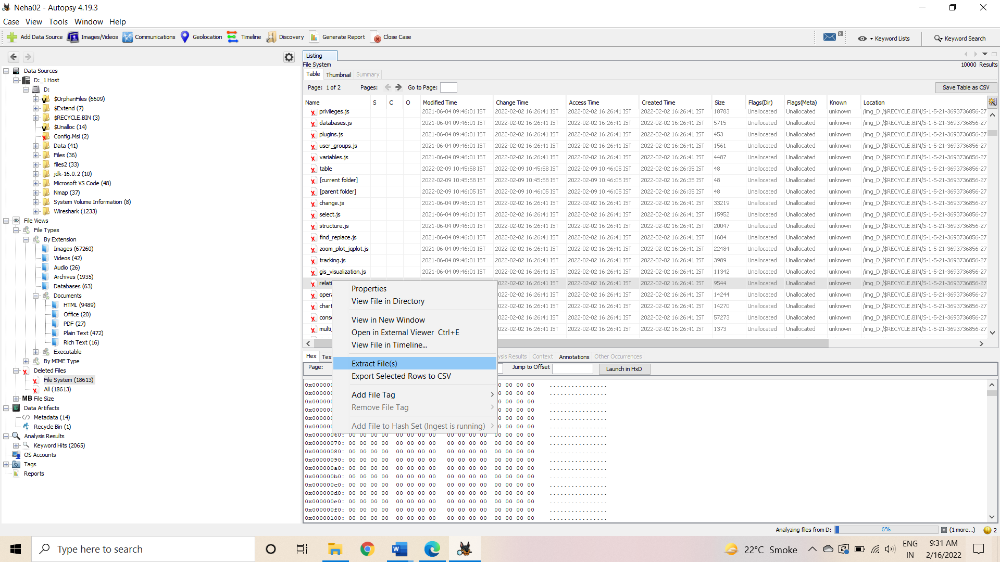 Neha02 - Autopsy 4.19.3
Case View Tools Window Help
Add Data Source Images/Videos Communications Geolocation Timeline Discovery Generate Report Close Case 8 Keyword Lists Keyword Search
Data Sources
D:_1 Host
D:
$OrphanFiles (6609)
$Extend (7)
$RECYCLE.BIN (3)
$Unalloc (14)
Config.Msi (2)
Data (41)
Files (36)
files2 (33)
jdk-16.0.2 (10)
Microsoft VS Code (48)
Nmap (37)
System Volume Information (8)
Wireshark (1233)
File Views
File Types
By Extension
Images (67260)
Videos (42)
Audio (26)
Archives (1935)
Databases (63)
Documents
HTML (9489)
Office (20)
PDF (27)
Plain Text (472)
Rich Text (16)
Executable
By MIME Type
Deleted Files
File System (18613)
All (18613)
MB File Size
Data Artifacts
Metadata (14)
Recycle Bin (1)
Analysis Results
Keyword Hits (2065)
OS Accounts
Tags
Reports
Listing
File System 10000 Results
Table Thumbnail Summary
Page: 1 of 2 Pages: Go to Page: Save Table as CSV
Name S C O Modified Time Change Time Access Time Created Time Size Flags(Dir) Flags(Meta) Known Location
privileges.js 2021-06-04 09:46:01 IST 2022-02-02 16:26:41 IST 2022-02-02 16:26:41 IST 2022-02-02 16:26:41 IST 18783 Unallocated Unallocated unknown /img_D:/$RECYCLE.BIN/S-1-5-21-3693736856-27
databases.js 2021-06-04 09:46:01 IST 2022-02-02 16:26:41 IST 2022-02-02 16:26:41 IST 2022-02-02 16:26:41 IST 5715 Unallocated Unallocated unknown /img_D:/$RECYCLE.BIN/S-1-5-21-3693736856-27
plugins.js 2021-06-04 09:46:01 IST 2022-02-02 16:26:41 IST 2022-02-02 16:26:41 IST 2022-02-02 16:26:41 IST 453 Unallocated Unallocated unknown /img_D:/$RECYCLE.BIN/S-1-5-21-3693736856-27
user_groups.js 2021-06-04 09:46:01 IST 2022-02-02 16:26:41 IST 2022-02-02 16:26:41 IST 2022-02-02 16:26:41 IST 1561 Unallocated Unallocated unknown /img_D:/$RECYCLE.BIN/S-1-5-21-3693736856-27
variables.js 2021-06-04 09:46:01 IST 2022-02-02 16:26:41 IST 2022-02-02 16:26:41 IST 2022-02-02 16:26:41 IST 4487 Unallocated Unallocated unknown /img_D:/$RECYCLE.BIN/S-1-5-21-3693736856-27
table 2022-02-09 10:45:58 IST 2022-02-09 10:45:58 IST 2022-02-09 10:46:05 IST 2022-02-02 16:26:35 IST 48 Unallocated Unallocated unknown /img_D:/$RECYCLE.BIN/S-1-5-21-3693736856-27
[current folder] 2022-02-09 10:45:58 IST 2022-02-09 10:45:58 IST 2022-02-09 10:46:05 IST 2022-02-02 16:26:35 IST 48 Unallocated Unallocated unknown /img_D:/$RECYCLE.BIN/S-1-5-21-3693736856-27
[parent folder] 2022-02-09 10:46:05 IST 2022-02-09 10:46:05 IST 2022-02-09 10:46:05 IST 2022-02-02 16:26:35 IST 48 Unallocated Unallocated unknown /img_D:/$RECYCLE.BIN/S-1-5-21-3693736856-27
change.js 2021-06-04 09:46:01 IST 2022-02-02 16:26:41 IST 2022-02-02 16:26:41 IST 2022-02-02 16:26:41 IST 33219 Unallocated Unallocated unknown /img_D:/$RECYCLE.BIN/S-1-5-21-3693736856-27
select.js 2021-06-04 09:46:01 IST 2022-02-02 16:26:41 IST 2022-02-02 16:26:41 IST 2022-02-02 16:26:41 IST 15952 Unallocated Unallocated unknown /img_D:/$RECYCLE.BIN/S-1-5-21-3693736856-27
structure.js 2021-06-04 09:46:01 IST 2022-02-02 16:26:41 IST 2022-02-02 16:26:41 IST 2022-02-02 16:26:41 IST 20047 Unallocated Unallocated unknown /img_D:/$RECYCLE.BIN/S-1-5-21-3693736856-27
find_replace.js 2021-06-04 09:46:01 IST 2022-02-02 16:26:41 IST 2022-02-02 16:26:41 IST 2022-02-02 16:26:41 IST 1604 Unallocated Unallocated unknown /img_D:/$RECYCLE.BIN/S-1-5-21-3693736856-27
zoom_plot_jqplot.js 2021-06-04 09:46:01 IST 2022-02-02 16:26:41 IST 2022-02-02 16:26:41 IST 2022-02-02 16:26:41 IST 22484 Unallocated Unallocated unknown /img_D:/$RECYCLE.BIN/S-1-5-21-3693736856-27
tracking.js 2021-06-04 09:46:01 IST 2022-02-02 16:26:41 IST 2022-02-02 16:26:41 IST 2022-02-02 16:26:41 IST 3989 Unallocated Unallocated unknown /img_D:/$RECYCLE.BIN/S-1-5-21-3693736856-27
gis_visualization.js 2021-06-04 09:46:01 IST 2022-02-02 16:26:41 IST 2022-02-02 16:26:41 IST 2022-02-02 16:26:41 IST 11342 Unallocated Unallocated unknown /img_D:/$RECYCLE.BIN/S-1-5-21-3693736856-27
relati 2022-02-02 16:26:41 IST 2022-02-02 16:26:41 IST 2022-02-02 16:26:41 IST 9544 Unallocated Unallocated unknown /img_D:/$RECYCLE.BIN/S-1-5-21-3693736856-27
opera 2022-02-02 16:26:41 IST 2022-02-02 16:26:41 IST 2022-02-02 16:26:41 IST 14244 Unallocated Unallocated unknown /img_D:/$RECYCLE.BIN/S-1-5-21-3693736856-27
chart 2022-02-02 16:26:41 IST 2022-02-02 16:26:41 IST 2022-02-02 16:26:41 IST 14270 Unallocated Unallocated unknown /img_D:/$RECYCLE.BIN/S-1-5-21-3693736856-27
conso 2022-02-02 16:26:41 IST 2022-02-02 16:26:41 IST 2022-02-02 16:26:41 IST 57273 Unallocated Unallocated unknown /img_D:/$RECYCLE.BIN/S-1-5-21-3693736856-27
multi_ 2022-02-02 16:26:41 IST 2022-02-02 16:26:41 IST 2022-02-02 16:26:41 IST 1373 Unallocated Unallocated unknown /img_D:/$RECYCLE.BIN/S-1-5-21-3693736856-27
Properties
View File in Directory
View in New Window
Open in External Viewer Ctrl+E
View File in Timeline...
Extract File(s)
Export Selected Rows to CSV
Add File Tag
Remove File Tag
Add File to Hash Set (Ingest is running)
Hex Tex ysis Results Context Annotations Other Occurrences
Page: Jump to Offset Launch in HxD
0x000000 0 00 00 00 ................
0x000000 0 00 00 00 ................
0x000000 0 00 00 00 ................
0x000000 0 00 00 00 ................
0x000000 0 00 00 00 ................
0x000000 0 00 00 00 ................
0x00000060: 00 00 00 00 00 00 00 00 00 00 00 00 00 00 00 00 ................
0x00000070: 00 00 00 00 00 00 00 00 00 00 00 00 00 00 00 00 ................
0x00000080: 00 00 00 00 00 00 00 00 00 00 00 00 00 00 00 00 ................
0x00000090: 00 00 00 00 00 00 00 00 00 00 00 00 00 00 00 00 ................
0x000000a0: 00 00 00 00 00 00 00 00 00 00 00 00 00 00 00 00 ................
0x000000b0: 00 00 00 00 00 00 00 00 00 00 00 00 00 00 00 00 ................
0x000000c0: 00 00 00 00 00 00 00 00 00 00 00 00 00 00 00 00 ................
0x000000d0: 00 00 00 00 00 00 00 00 00 00 00 00 00 00 00 00 ................
0x000000e0: 00 00 00 00 00 00 00 00 00 00 00 00 00 00 00 00 ................
0x000000f0: 00 00 00 00 00 00 00 00 00 00 00 00 00 00 00 00 ................
0x00000100: 00 00 00 00 00 00 00 00 00 00 00 00 00 00 00 00 ................
Analyzing files from D: 6% (1 more...) 2
Type here to search
22°C Smoke
ENG
IN
9:31 AM
2/16/2022